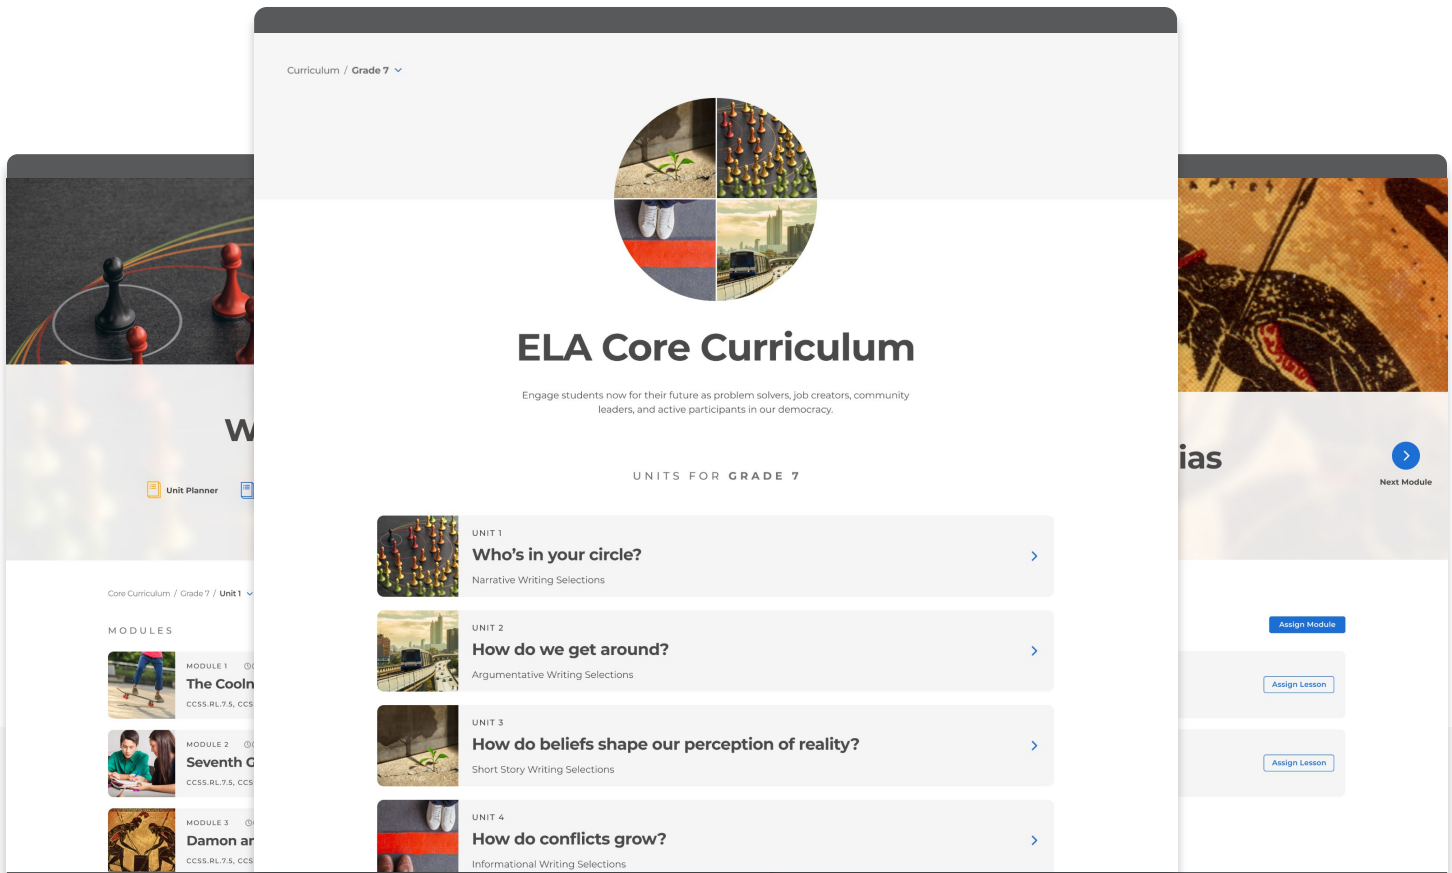 Curriculum / Grade 7
ELA Core Curriculum
Engage students now for their future as problem solvers, job creators, community
leaders, and active participants in our democracy.
UNITS FOR GRADE 7
UNIT 1
Who's in your circle?
Narrative Writing Selections
UNIT 2
How do we get around?
Argumentative Writing Selections
UNIT 3
How do beliefs shape our perception of reality?
Short Story Writing Selections
UNIT 4
How do conflicts grow?
Informational Writing Selections
W
Unit Planner
Core Curriculum / Grade 7 / Unit 1
MODULES
MODULE 1
The Cooln
CCSS.RL.7.5, CCS
MODULE 2
Seventh G
CCSS.RL.7.5, CCS
MODULE 3
Damon ar
CCSS.RL.7.5, CCS
ias
Next Module
Assign Module
Assign Lesson
Assign Lesson